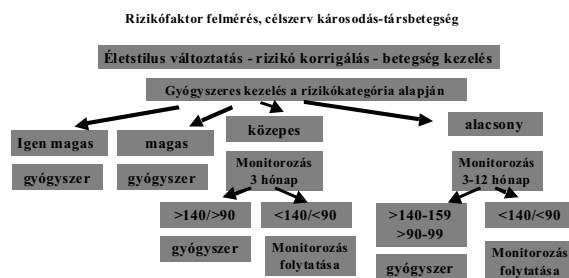 Rizikófaktor felmérés, célszerv károsodás-társbetegség
Életstílus változtatás - rizikó korrigálás - betegség kezelés
Gyógyszeres kezelés a rizikókategória alapján
Igen magas
magas
közepes
alacsony
gyógyszer
gyógyszer
Monitorozás
3 hónap
Monitorozás
3-12 hónap
>140/>90
<140/<90
>140-159
>90-99
<140/<90
gyógyszer
Monitorozás
folytatása
gyógyszer
Monitorozás
folytatása